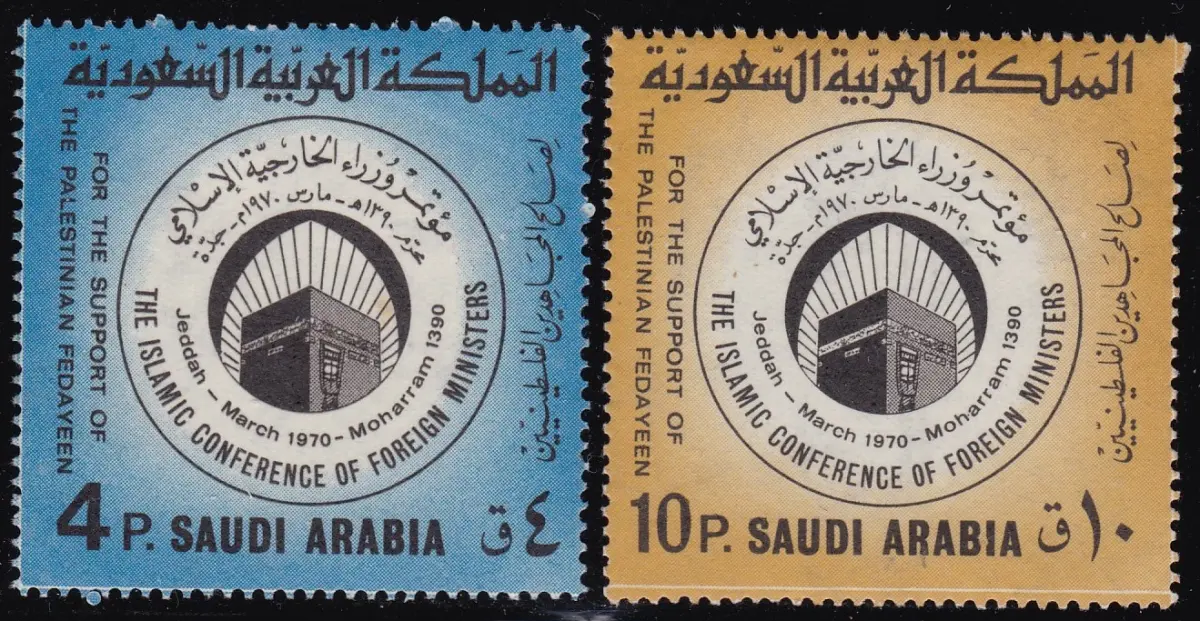 المملكة العربية السعودية
FOR THE SUPPORT OF
THE PALESTINIAN FEDAYEEN
مؤتمر وزراء الخارجية الإسلامي
محرم ١٣٩٠هـ - مارس ١٩٧٠م - جدة
لصالح المجاهدين الفلسطينيين
Jeddah - March 1970 - Moharram 1390
THE ISLAMIC CONFERENCE OF FOREIGN MINISTERS
4 P. SAUDI ARABIA ٤ ق
المملكة العربية السعودية
FOR THE SUPPORT OF
THE PALESTINIAN FEDAYEEN
مؤتمر وزراء الخارجية الإسلامي
محرم ١٣٩٠هـ - مارس ١٩٧٠م - جدة
لصالح المجاهدين الفلسطينيين
Jeddah - March 1970 - Moharram 1390
THE ISLAMIC CONFERENCE OF FOREIGN MINISTERS
10 P. SAUDI ARABIA ١٠ ق